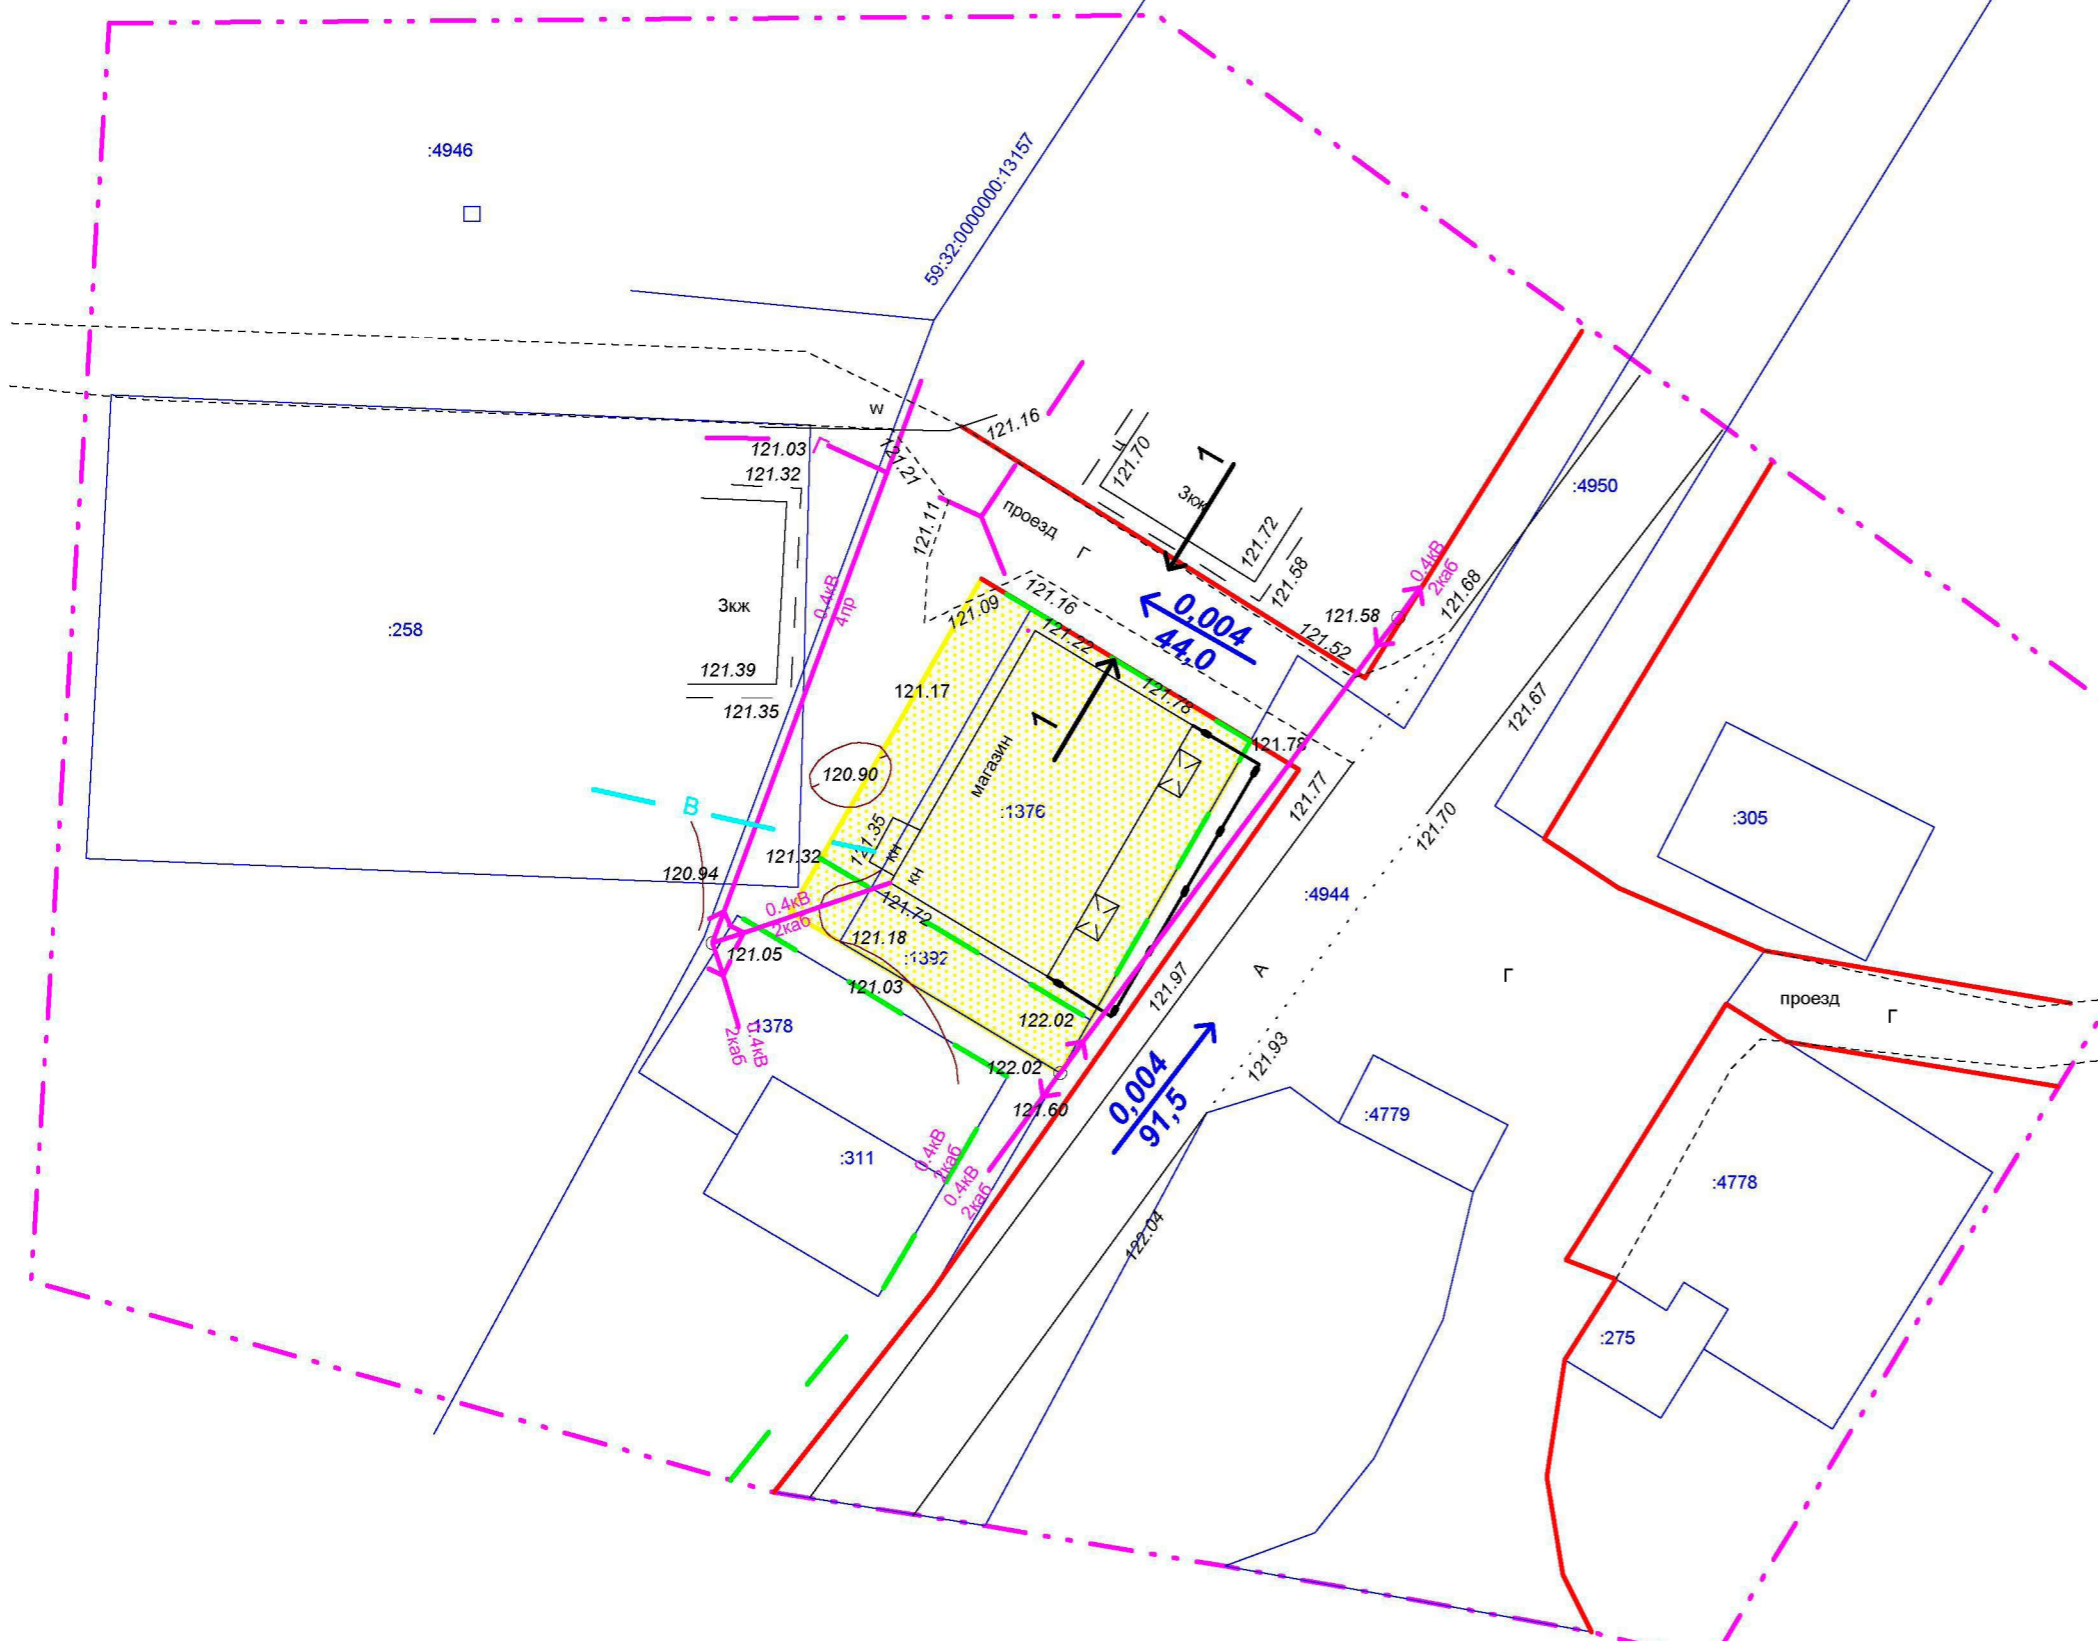 :4946
59:32:0000000:13157
w
121.16
121.03
121.32
121.21
ц
121.70
3кж
1
:4950
121.11
проезд
Г
121.72
121.58
0.4кВ
2каб
121.68
3кж
:258
0.4кВ
4пр
121.09
121.16
121.22
0,004
44,0
121.58
121.52
121.39
121.35
121.17
1
121.78
121.78
121.67
120.90
магазин
:1376
121.77
121.70
:305
В
121.35
кн
кн
121.32
120.94
0.4кВ
2каб
121.72
121.18
:1392
:4944
121.05
121.03
121.97
А
Г
проезд
Г
122.02
:1378
0.4кВ
2каб
122.02
121.60
0,004
91,5
121.93
:4779
:311
0.4кВ
2каб
0.4кВ
2каб
122.04
:4778
:275